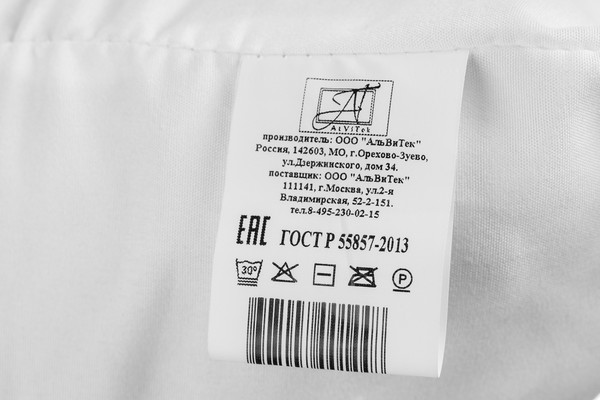 AlViTek
производитель: ООО "АльВиТек"
Россия, 142603, МО, г.Орехово-Зуево,
ул.Дзержинского, дом 34.
поставщик: ООО "АльВиТек"
111141, г.Москва, ул.2-я
Владимирская, 52-2-151.
тел.8-495-230-02-15
ЕАС ГОСТ Р 55857-2013
30° P